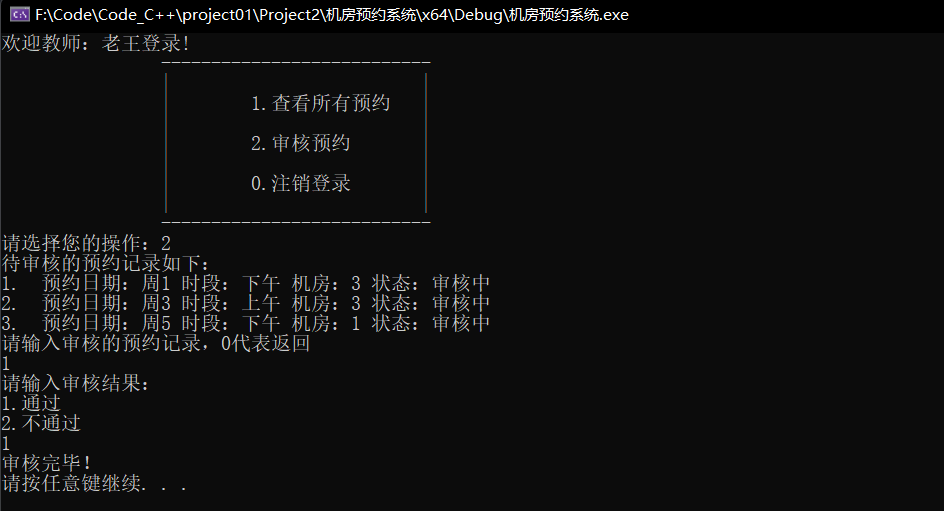 F:\Code\Code_C++\project01\Project2\机房预约系统\x64\Debug\机房预约系统.exe
欢迎教师：老王登录!
---------------------------
1.查看所有预约
2.审核预约
0.注销登录
---------------------------
请选择您的操作：2
待审核的预约记录如下：
1.  预约日期：周1 时段：下午 机房：3 状态：审核中
2.  预约日期：周3 时段：上午 机房：3 状态：审核中
3.  预约日期：周5 时段：下午 机房：1 状态：审核中
请输入审核的预约记录，0代表返回
1
请输入审核结果：
1.通过
2.不通过
1
审核完毕！
请按任意键继续. . .